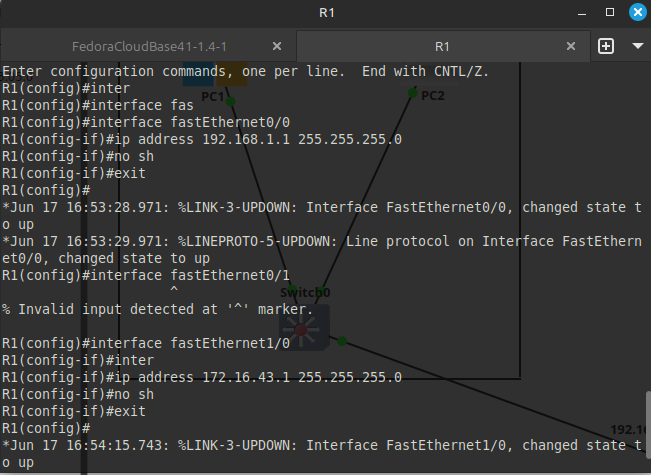 R1
FedoraCloudBase41-1.4-1
R1
Enter configuration commands, one per line.  End with CNTL/Z.
R1(config)#inter
PC1
R1(config)#interface fas
PC2
R1(config)#interface fastEthernet0/0
R1(config-if)#ip address 192.168.1.1 255.255.255.0
R1(config-if)#no sh
R1(config-if)#exit
R1(config)#
*Jun 17 16:53:28.971: %LINK-3-UPDOWN: Interface FastEthernet0/0, changed state t
o up
*Jun 17 16:53:29.971: %LINEPROTO-5-UPDOWN: Line protocol on Interface FastEthern
et0/0, changed state to up
R1(config)#interface fastEthernet0/1
^
Switch0
% Invalid input detected at '^' marker.
R1(config)#interface fastEthernet1/0
R1(config-if)#inter
R1(config-if)#ip address 172.16.43.1 255.255.255.0
R1(config-if)#no sh
R1(config-if)#exit
R1(config)#
192.16
*Jun 17 16:54:15.743: %LINK-3-UPDOWN: Interface FastEthernet1/0, changed state t
o up